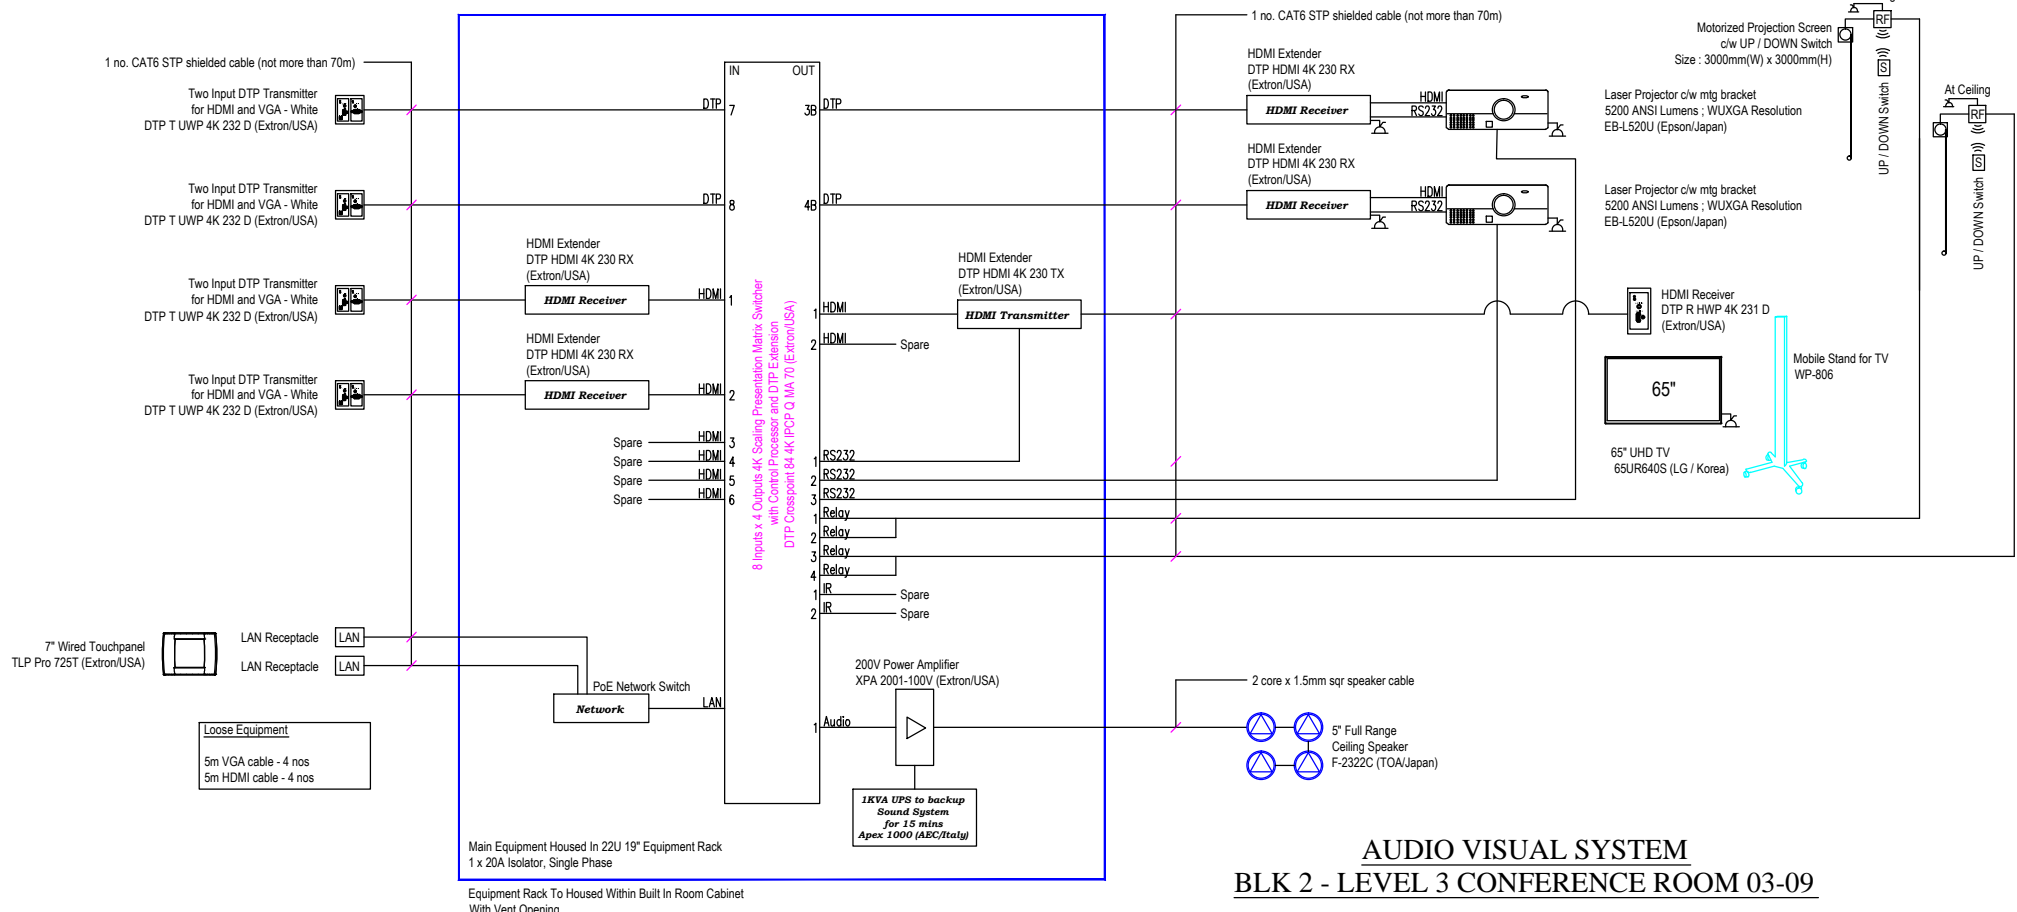 1 no. CAT6 STP shielded cable (not more than 70m)
Two Input DTP Transmitter
for HDMI and VGA - White
DTP T UWP 4K 232 D (Extron/USA)
Two Input DTP Transmitter
for HDMI and VGA - White
DTP T UWP 4K 232 D (Extron/USA)
Two Input DTP Transmitter
for HDMI and VGA - White
DTP T UWP 4K 232 D (Extron/USA)
Two Input DTP Transmitter
for HDMI and VGA - White
DTP T UWP 4K 232 D (Extron/USA)
7" Wired Touchpanel
TLP Pro 725T (Extron/USA)
LAN Receptacle
LAN
LAN Receptacle
LAN
Loose Equipment
5m VGA cable - 4 nos
5m HDMI cable - 4 nos
HDMI Extender
DTP HDMI 4K 230 RX
(Extron/USA)
HDMI Receiver
HDMI Extender
DTP HDMI 4K 230 RX
(Extron/USA)
HDMI Receiver
Spare
Spare
Spare
Spare
PoE Network Switch
Network
IN
OUT
DTP 7
DTP 8
HDMI 1
HDMI 2
HDMI 3
HDMI 4
HDMI 5
HDMI 6
LAN
8 Inputs x 4 Outputs 4K Scaling Presentation Matrix Switcher
with Control Processor and DTP Extension
DTP Crosspoint 84 4K IPCP Q MA 70 (Extron/USA)
3B DTP
4B DTP
1 HDMI
2 HDMI
Spare
1 RS232
2 RS232
3 RS232
1 Relay
2 Relay
3 Relay
4 Relay
1 IR
Spare
2 IR
Spare
1 Audio
HDMI Extender
DTP HDMI 4K 230 TX
(Extron/USA)
HDMI Transmitter
200V Power Amplifier
XPA 2001-100V (Extron/USA)
1KVA UPS to backup
Sound System
for 15 mins
Apex 1000 (AEC/Italy)
Main Equipment Housed In 22U 19" Equipment Rack
1 x 20A Isolator, Single Phase
Equipment Rack To Housed Within Built In Room Cabinet
With Vent Opening
1 no. CAT6 STP shielded cable (not more than 70m)
HDMI Extender
DTP HDMI 4K 230 RX
(Extron/USA)
HDMI Receiver
HDMI
RS232
Laser Projector c/w mtg bracket
5200 ANSI Lumens ; WUXGA Resolution
EB-L520U (Epson/Japan)
HDMI Extender
DTP HDMI 4K 230 RX
(Extron/USA)
HDMI Receiver
HDMI
RS232
Laser Projector c/w mtg bracket
5200 ANSI Lumens ; WUXGA Resolution
EB-L520U (Epson/Japan)
Motorized Projection Screen
c/w UP / DOWN Switch
Size : 3000mm(W) x 3000mm(H)
RF
S
UP / DOWN Switch
At Ceiling
RF
S
UP / DOWN Switch
HDMI Receiver
DTP R HWP 4K 231 D
(Extron/USA)
65"
Mobile Stand for TV
WP-806
65" UHD TV
65UR640S (LG / Korea)
2 core x 1.5mm sqr speaker cable
5" Full Range
Ceiling Speaker
F-2322C (TOA/Japan)
AUDIO VISUAL SYSTEM
BLK 2 - LEVEL 3 CONFERENCE ROOM 03-09